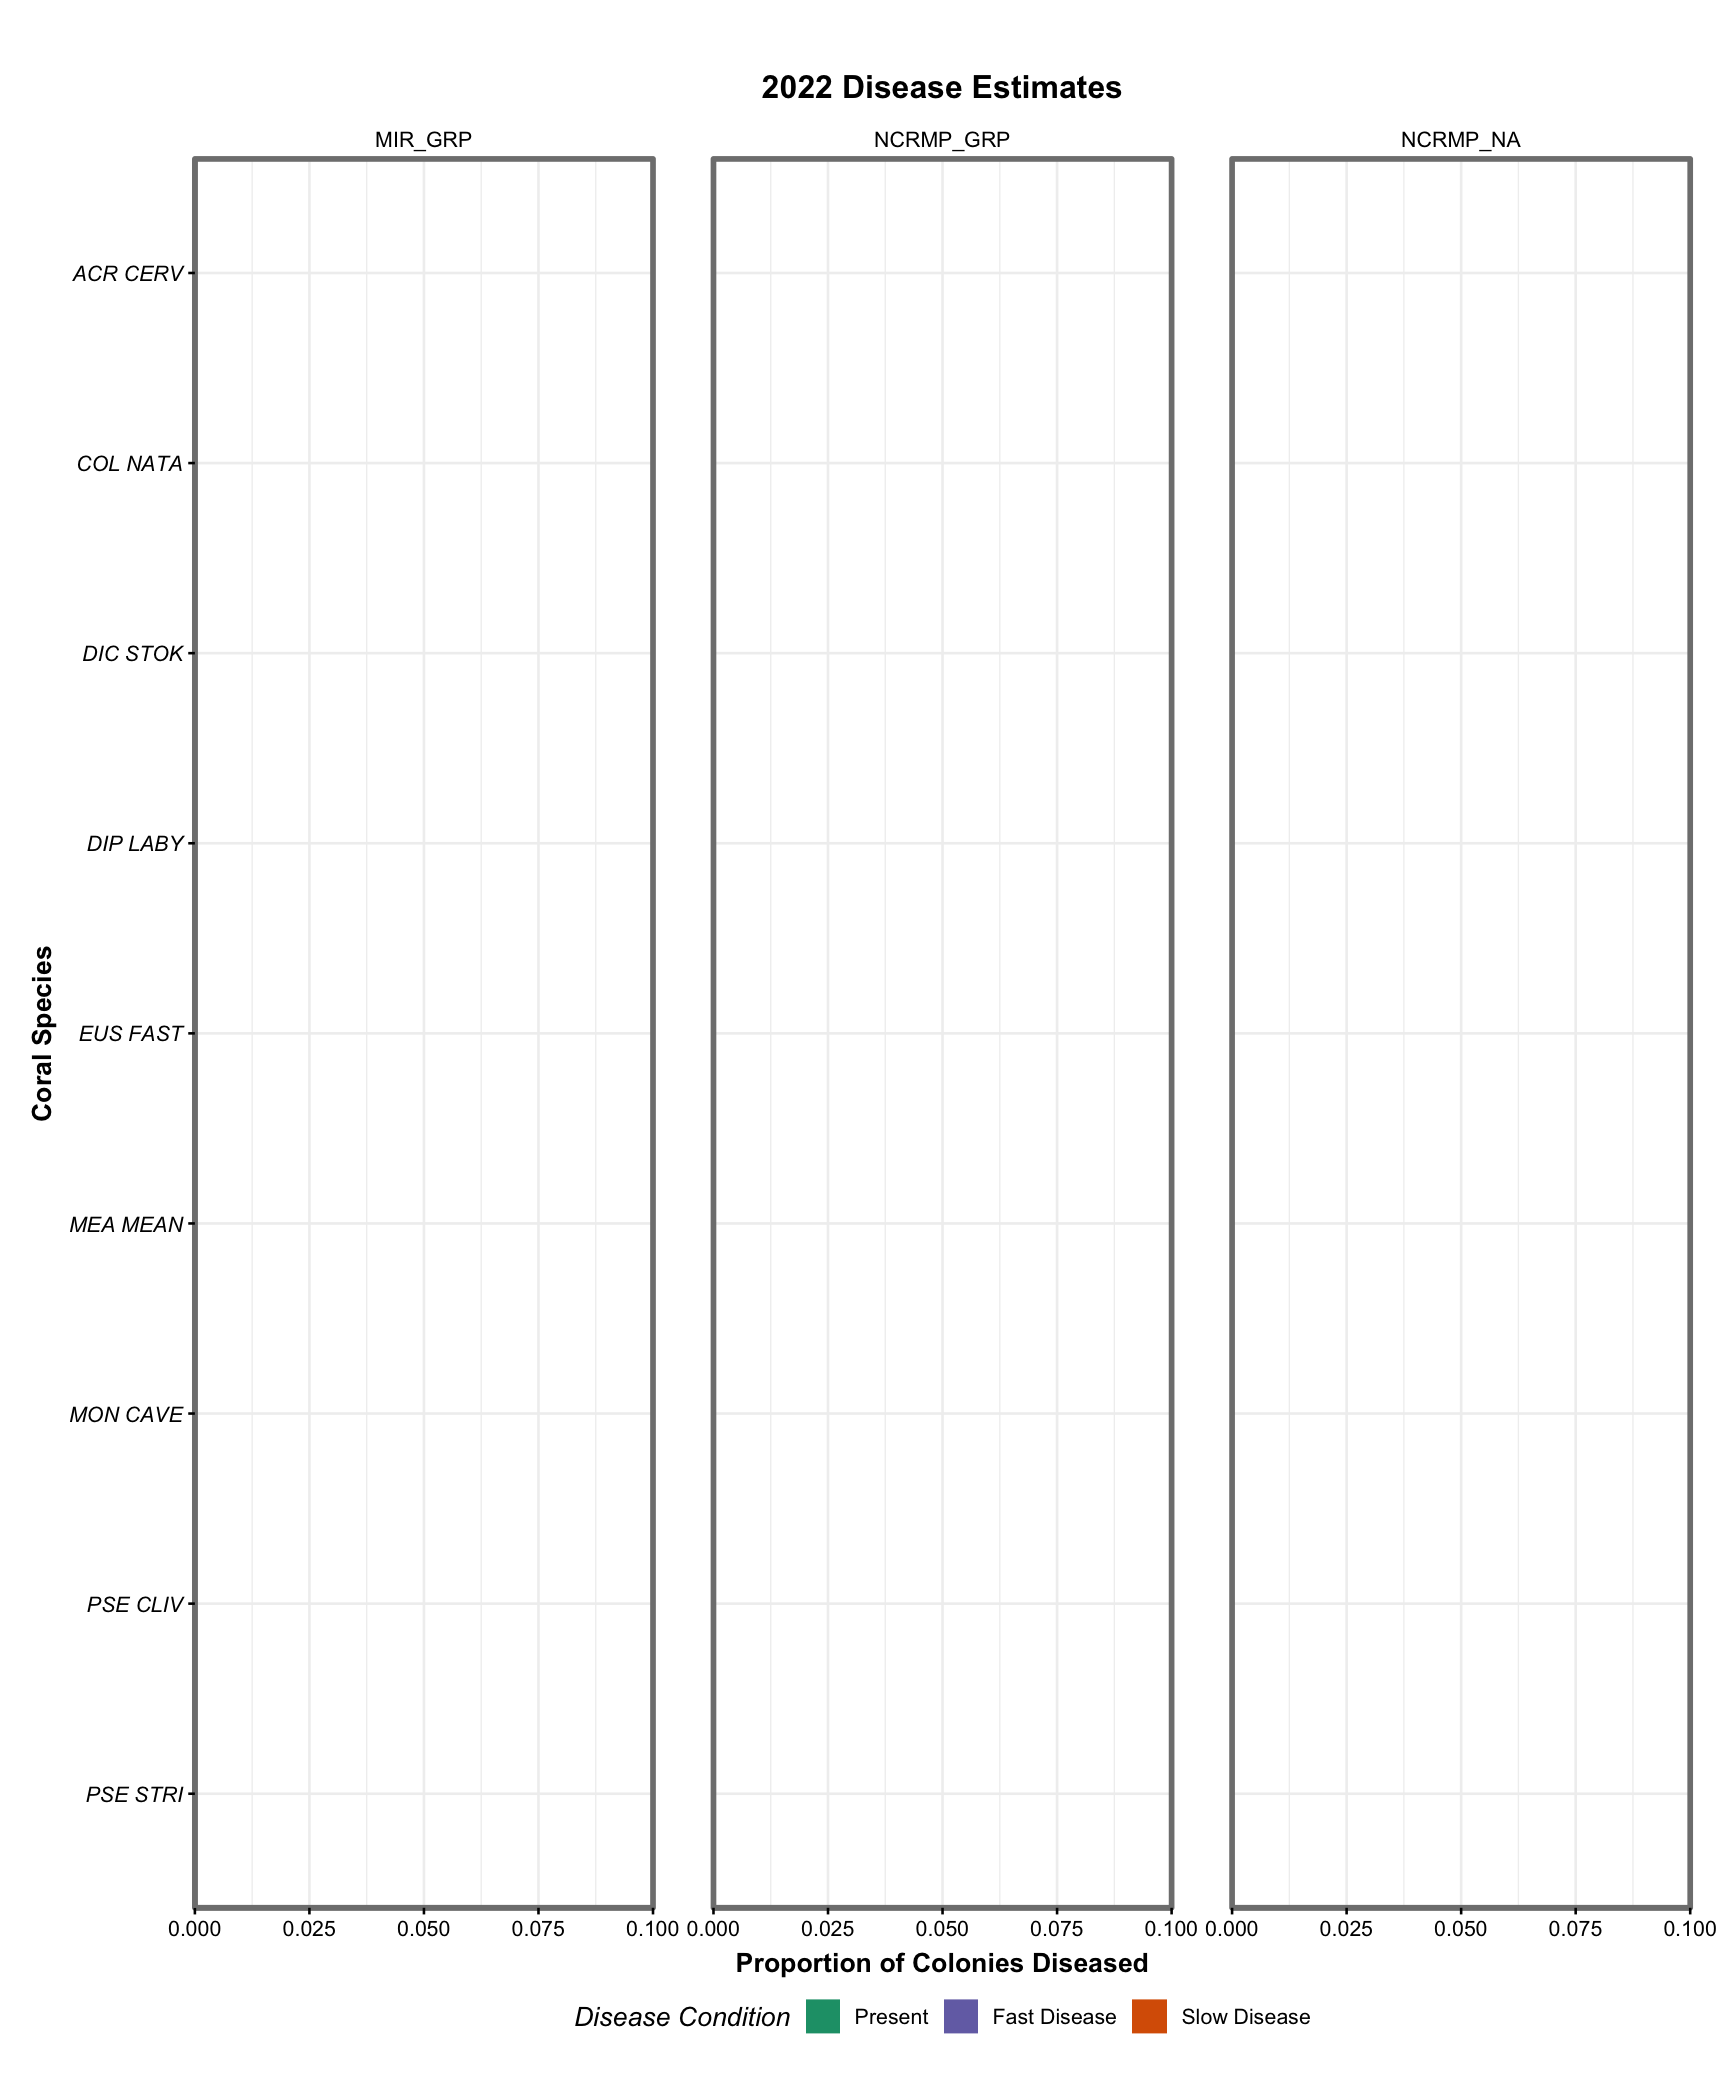 2022 Disease Estimates
MIR_GRP NCRMP_GRP NCRMP_NA
ACR CERV
COL NATA
DIC STOK
DIP LABY
EUS FAST
MEA MEAN
MON CAVE
PSE CLIV
PSE STRI
Coral Species
0.000 0.025 0.050 0.075 0.100 0.000 0.025 0.050 0.075 0.100 0.000 0.025 0.050 0.075 0.100
Proportion of Colonies Diseased
Disease Condition Present Fast Disease Slow Disease